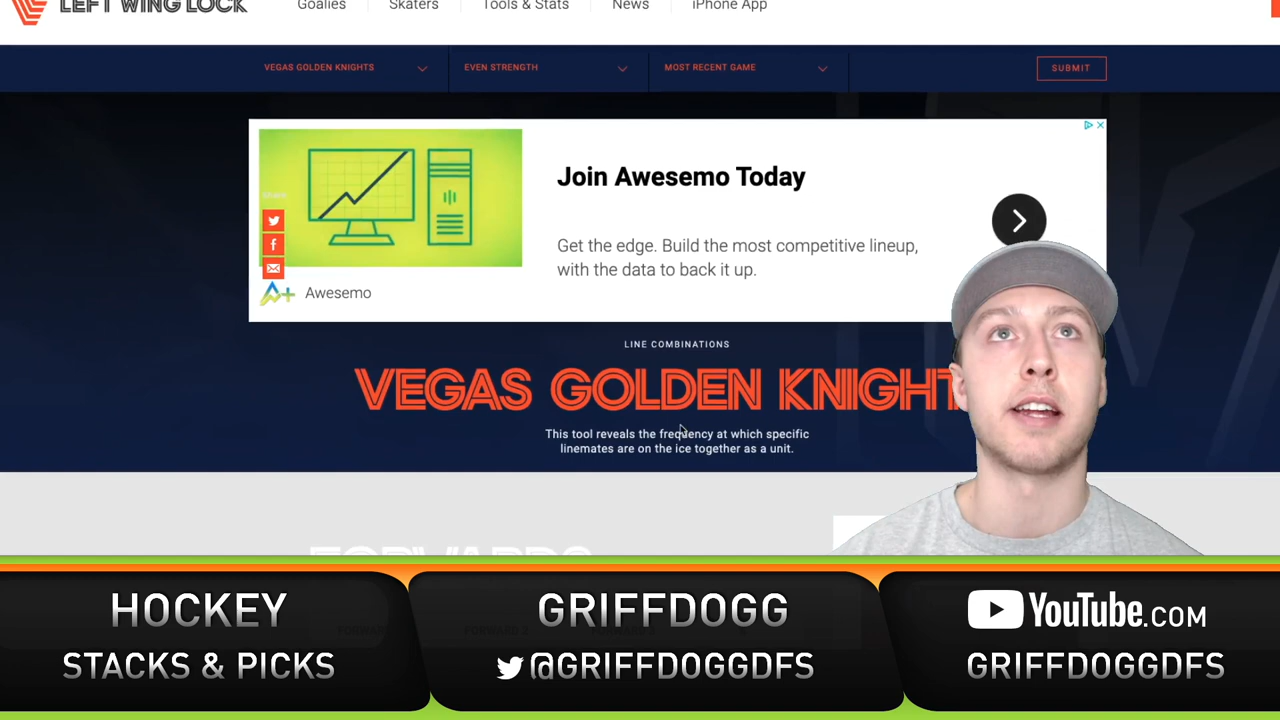 LEFT WING LOCK
Goalies
Skaters
Tools & Stats
News
iPhone App
VEGAS GOLDEN KNIGHTS
EVEN STRENGTH
MOST RECENT GAME
SUBMIT
Share
Join Awesemo Today
Get the edge. Build the most competitive lineup,
with the data to back it up.
Awesemo
LINE COMBINATIONS
VEGAS GOLDEN KNIGHT
This tool reveals the frequency at which specific
linemates are on the ice together as a unit.
FORWARDS
HOCKEY
STACKS & PICKS
GRIFFDOGG
@GRIFFDOGGDFS
YouTube.COM
GRIFFDOGGDFS